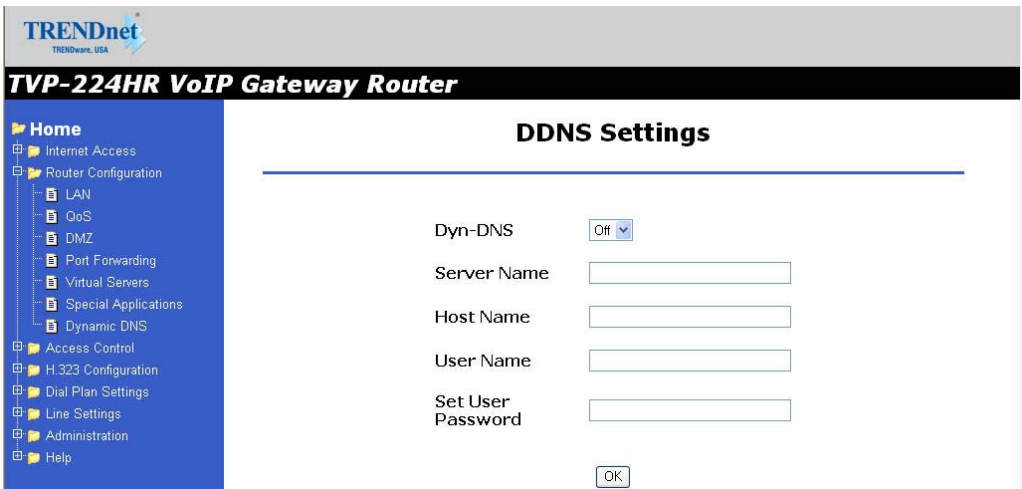 TRENDnet
TRENDware, USA
TVP-224HR VoIP Gateway Router
Home
Internet Access
Router Configuration
LAN
QoS
DMZ
Port Forwarding
Virtual Servers
Special Applications
Dynamic DNS
Access Control
H.323 Configuration
Dial Plan Settings
Line Settings
Administration
Help
DDNS Settings
Dyn-DNS Off
Server Name
Host Name
User Name
Set User
Password
OK